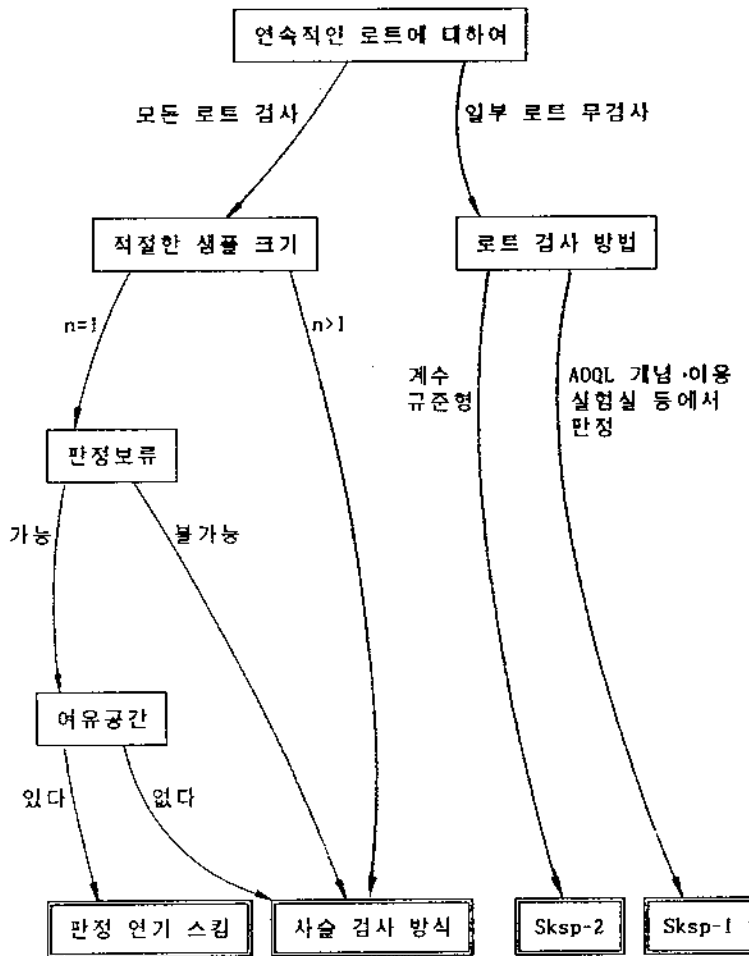 연속적인 로트에 대하여
모든 로트 검사
일부 로트 무검사
적절한 샘플 크기
로트 검사 방법
n=1
n>1
계수
규준형
AOQL 개념 이용
실험실 등에서
판정
판정보류
가능
불가능
여유공간
있다
없다
판정 연기 스킵
사슬 검사 방식
Sksp-2
Sksp-1